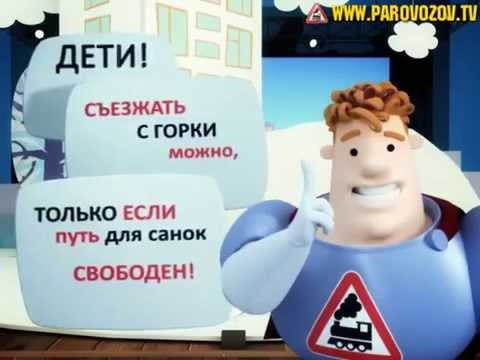 WWW.PAROVOZOV.TV
ДЕТИ!
СЪЕЗЖАТЬ
С ГОРКИ
можно,
ТОЛЬКО ЕСЛИ
путь для санок
СВОБОДЕН!